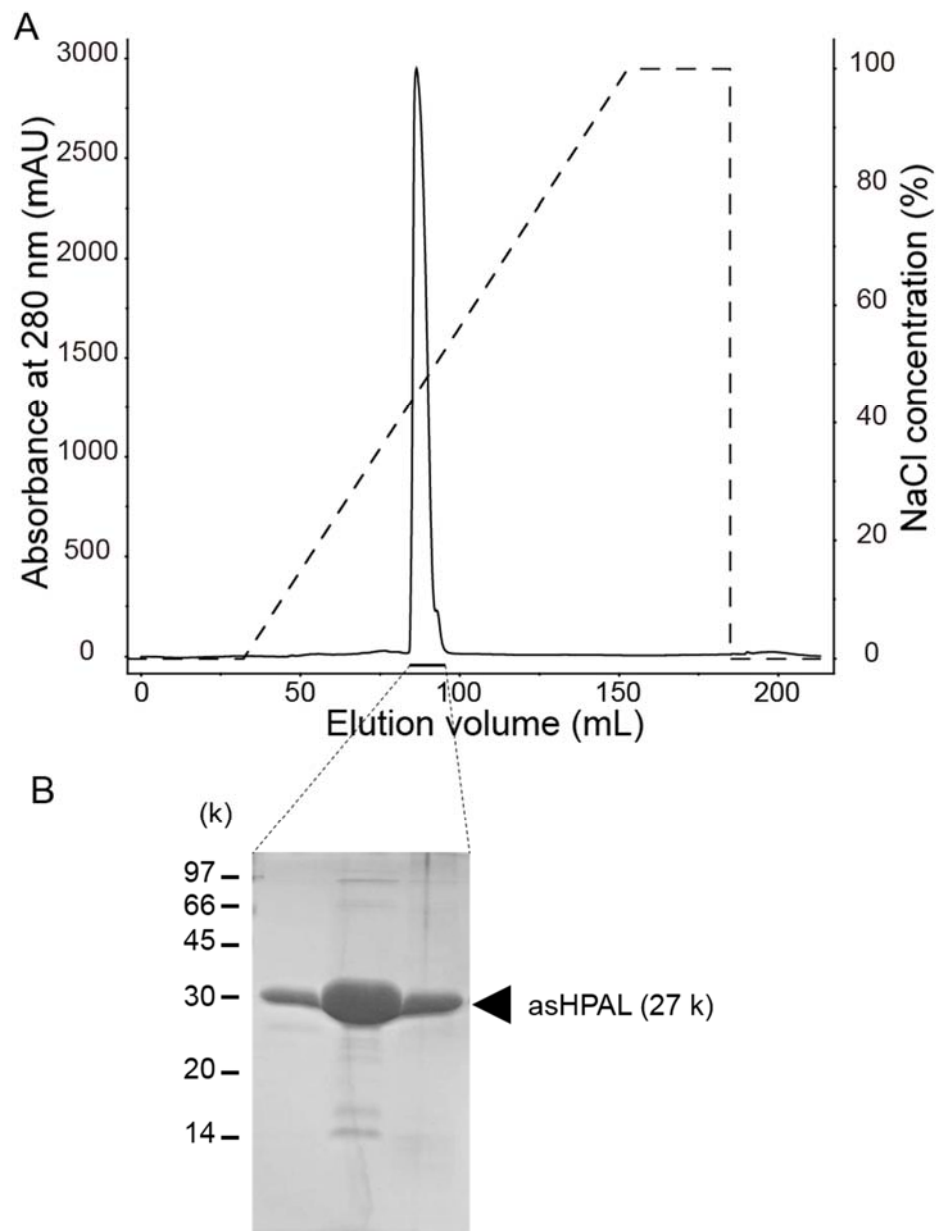 A
Absorbance at 280 nm (mAU)
3000
2500
2000
1500
1000
500
0
100
80
60
40
20
0
NaCl concentration (%)
0 50 100 150 200
Elution volume (mL)
B
(k)
97
66
45
30
20
14
asHPAL (27 k)